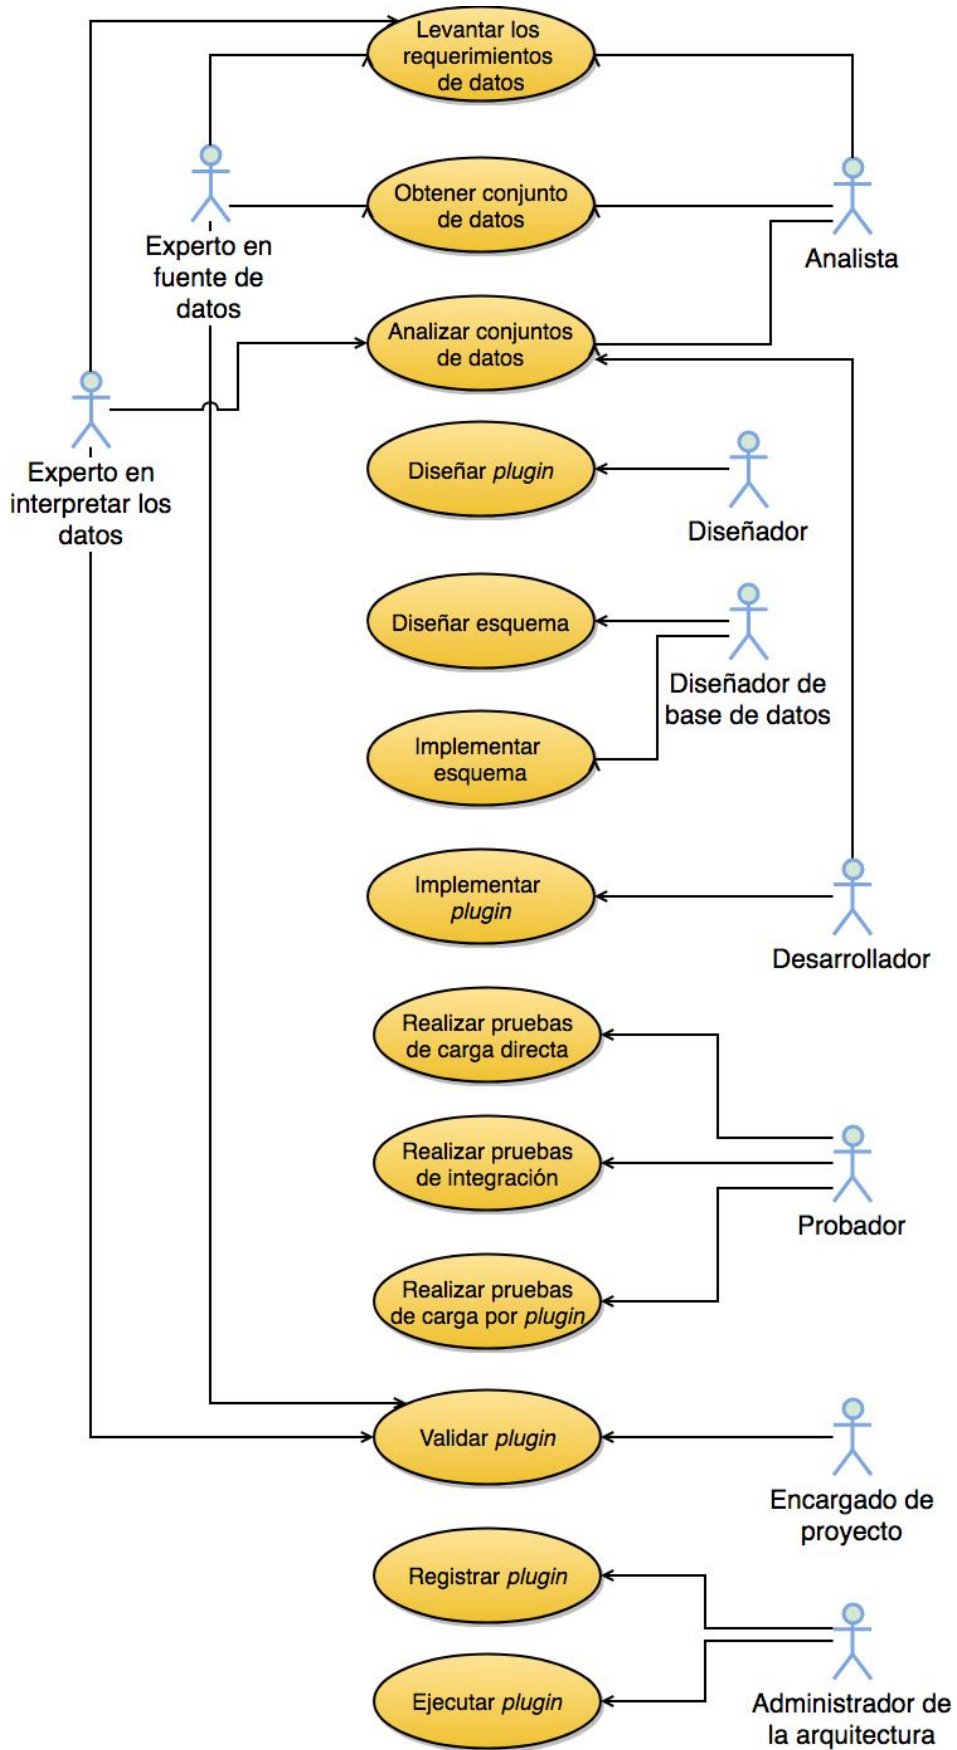 Levantar los
requerimientos
de datos
Experto en
fuente de
datos
Obtener conjunto
de datos
Analista
Analizar conjuntos
de datos
Experto en
interpretar los
datos
Diseñar plugin
Diseñador
Diseñar esquema
Diseñador de
base de datos
Implementar
esquema
Implementar
plugin
Desarrollador
Realizar pruebas
de carga directa
Realizar pruebas
de integración
Probador
Realizar pruebas
de carga por plugin
Validar plugin
Encargado de
proyecto
Registrar plugin
Ejecutar plugin
Administrador de
la arquitectura